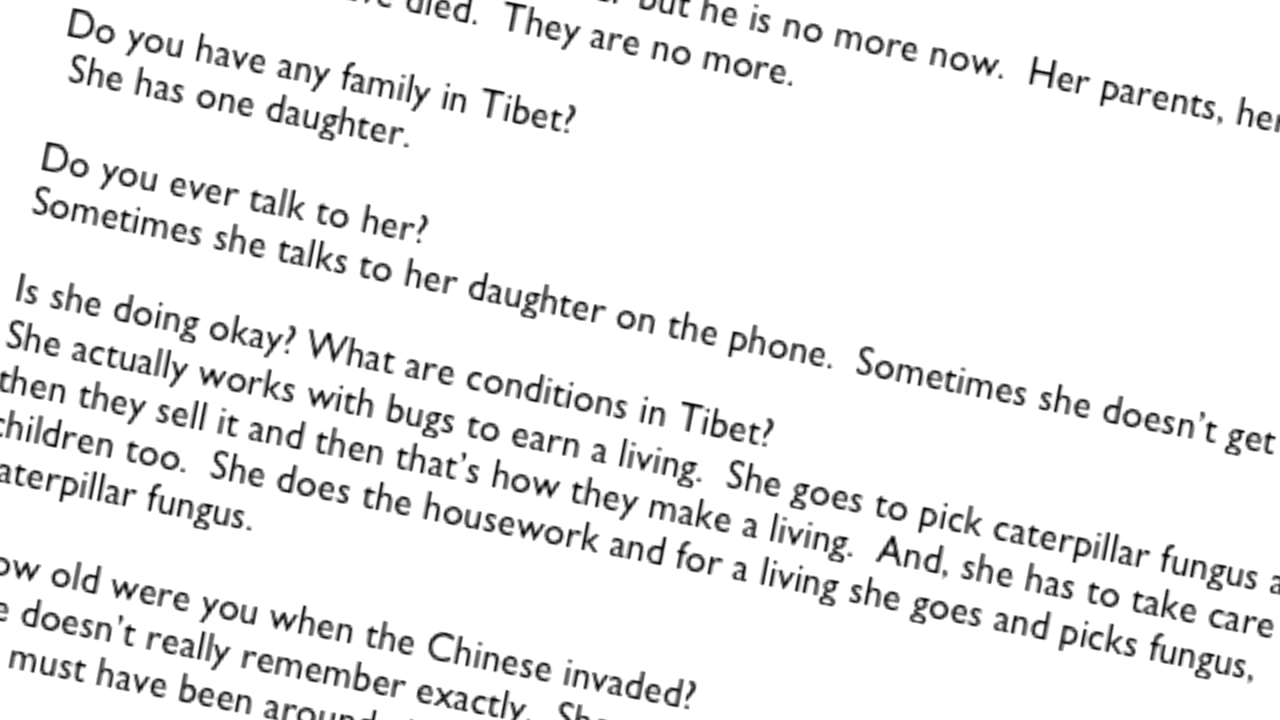 but he is no more now. Her parents, her
died. They are no more.
Do you have any family in Tibet?
She has one daughter.
Do you ever talk to her?
Sometimes she talks to her daughter on the phone. Sometimes she doesn't get
Is she doing okay? What are conditions in Tibet?
She actually works with bugs to earn a living. She goes to pick caterpillar fungus
then they sell it and then that's how they make a living. And, she has to take care
children too. She does the housework and for a living she goes and picks fungus,
caterpillar fungus.
ow old were you when the Chinese invaded?
doesn't really remember exactly.
must have been around